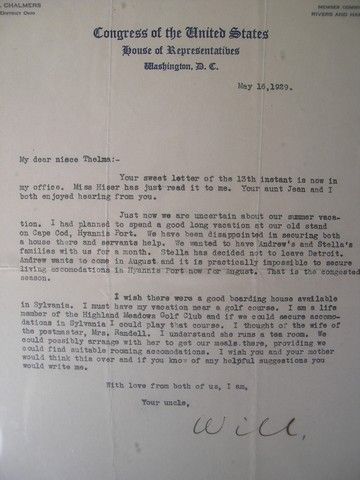 . CHALMERS
DISTRICT OHIO
MEMBER
RIVERS AND
Congress of the United States
House of Representatives
Washington, D. C.
May 16, 1929.
My dear niece Thelma:-
Your sweet letter of the 13th instant is now in
my office. Miss Hiser has just read it to me. Your aunt Jean and I
both enjoyed hearing from you.
Just now we are uncertain about our summer vaca-
tion. I had planned to spend a good long vacation at our old stand
on Cape Cod, Hyannis Port. We have been disappointed in securing both
a house there and servants help. We wanted to have Andrew's and Stella's
families with us for a month. Stella has decided not to leave Detroit.
Andrew wants to come in August and it is practically impossible to secure
living accomodations in Hyannis Port now for August. That is the congested
season.
I wish there were a good boarding house available
in Sylvania. I must have my vacation near a golf course. I am a life
member of the Highland Meadows Golf Club and if we could secure accomo-
dations in Sylvania I could play that course. I thought of the wife of
the postmaster, Mrs. Randell. I understand she runs a tea room. We
could possibly arrange with her to get our meals there, providing we
could find suitable rooming accomodations. I wish you and your mother
would think this over and if you know of any helpful suggestions you
would write me.
With love from both of us, I am,
Your uncle,
Will.